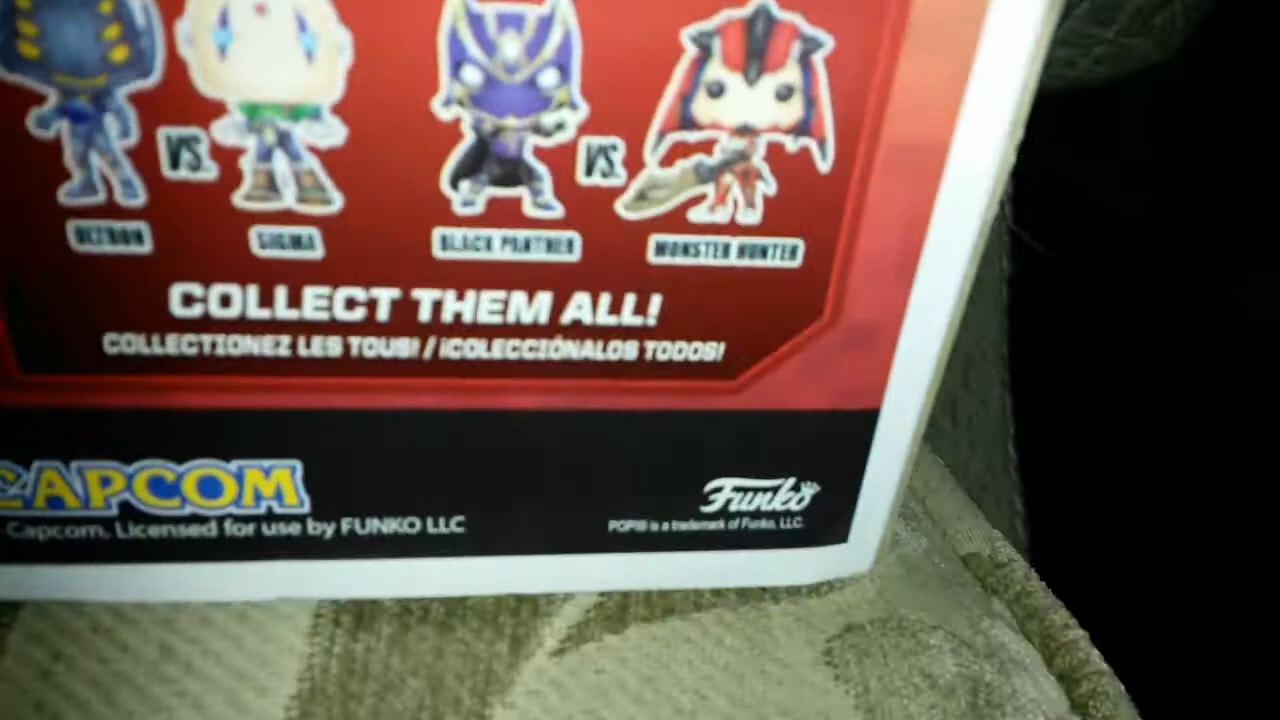 VS.
VS.
ULTRON
SIGMA
BLACK PANTHER
MONSTER HUNTER
COLLECT THEM ALL!
COLLECTIONEZ LES TOUS! / ¡COLECCIÓNALOS TODOS!
CAPCOM
Capcom. Licensed for use by FUNKO LLC
Funko
POP!® is a trademark of Funko, LLC.